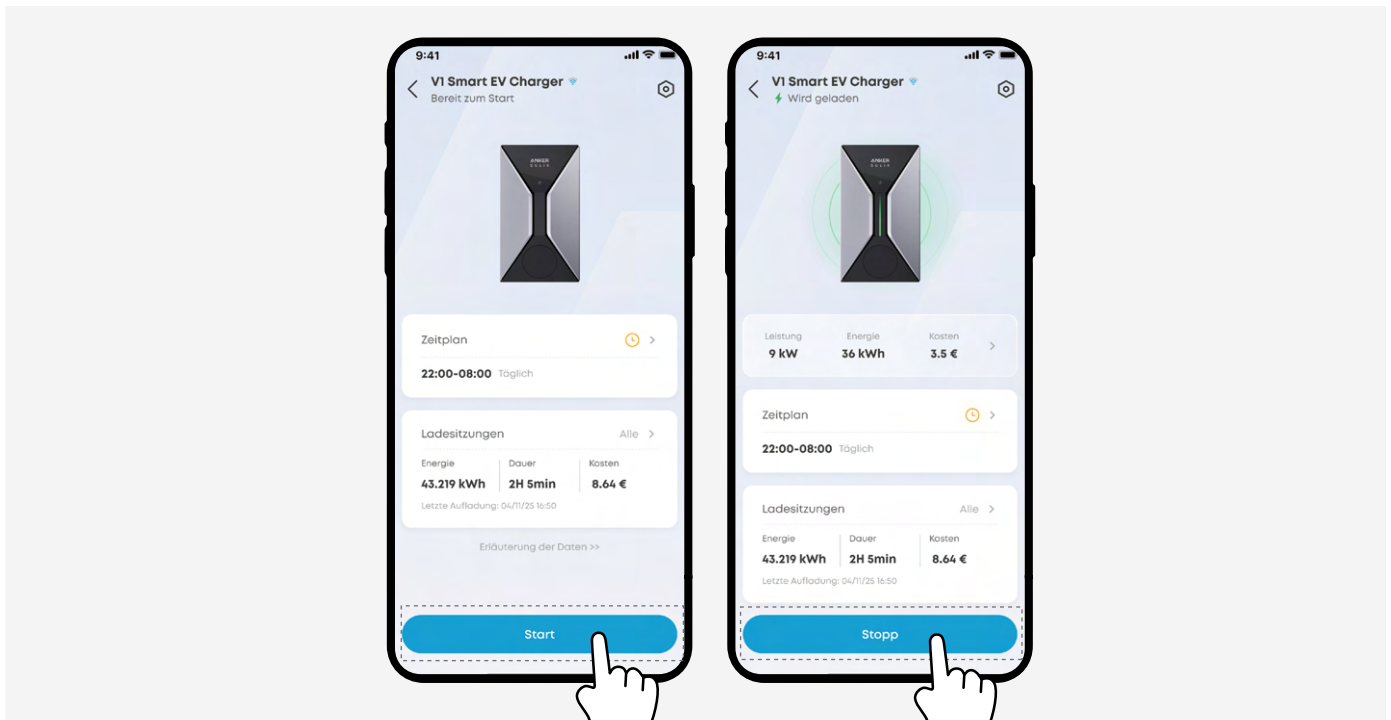 9:41
V1 Smart EV Charger
Bereit zum Start
ANKER
SOLIX
Zeitplan
22:00-08:00 Täglich
Ladesitzungen Alle
Energie Dauer Kosten
43.219 kWh 2H 5min 8.64 €
Letzte Aufladung: 04/11/25 16:50
Erläuterung der Daten >>
Start
9:41
V1 Smart EV Charger
Wird geladen
ANKER
SOLIX
Leistung Energie Kosten
9 kW 36 kWh 3.5 €
Zeitplan
22:00-08:00 Täglich
Ladesitzungen Alle
Energie Dauer Kosten
43.219 kWh 2H 5min 8.64 €
Letzte Aufladung: 04/11/25 16:50
Stopp